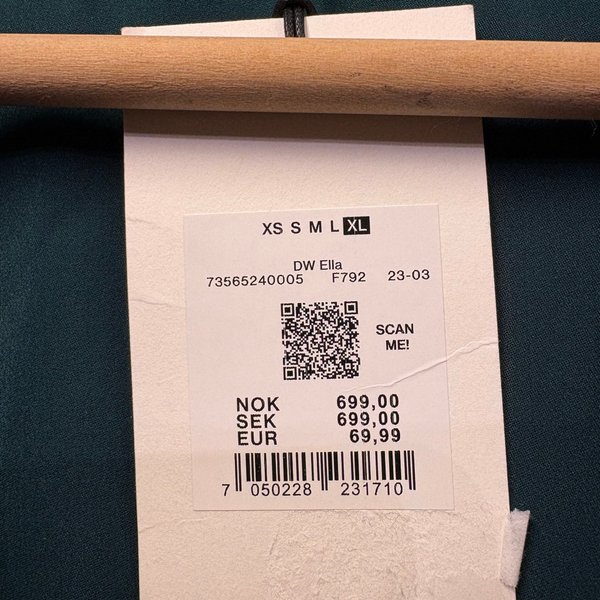 XS S M L XL
DW Ella
73565240005 F792 23-03
SCAN
ME!
NOK 699,00
SEK 699,00
EUR 69,99
7 050228 231710